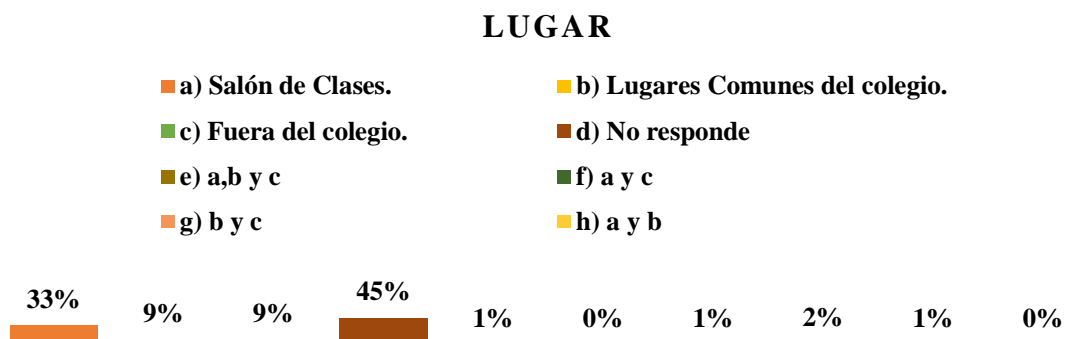 LUGAR
a) Salón de Clases. b) Lugares Comunes del colegio.
c) Fuera del colegio. d) No responde
e) a,b y c f) a y c
g) b y c h) a y b
33% 9% 9% 45% 1% 0% 1% 2% 1% 0%